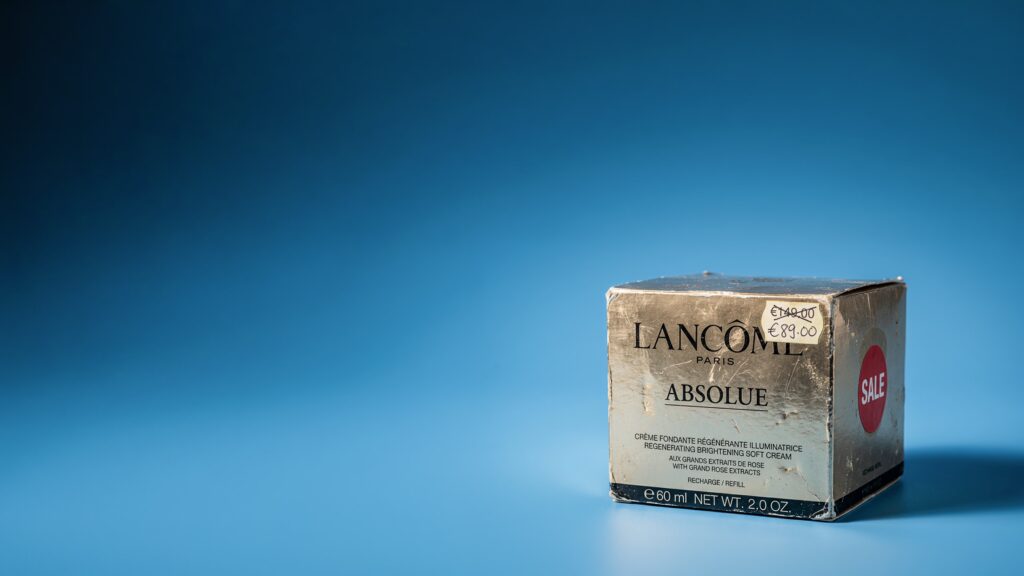 €149.00
€89.00
LANCÔME
PARIS
ABSOLUE
CRÈME FONDANTE RÉGÉNÉRANTE ILLUMINATRICE
REGENERATING BRIGHTENING SOFT CREAM
AUX GRANDS EXTRAITS DE ROSE
WITH GRAND ROSE EXTRACTS
RECHARGE / REFILL
℮ 60 ml NET WT. 2.0 OZ.
SALE